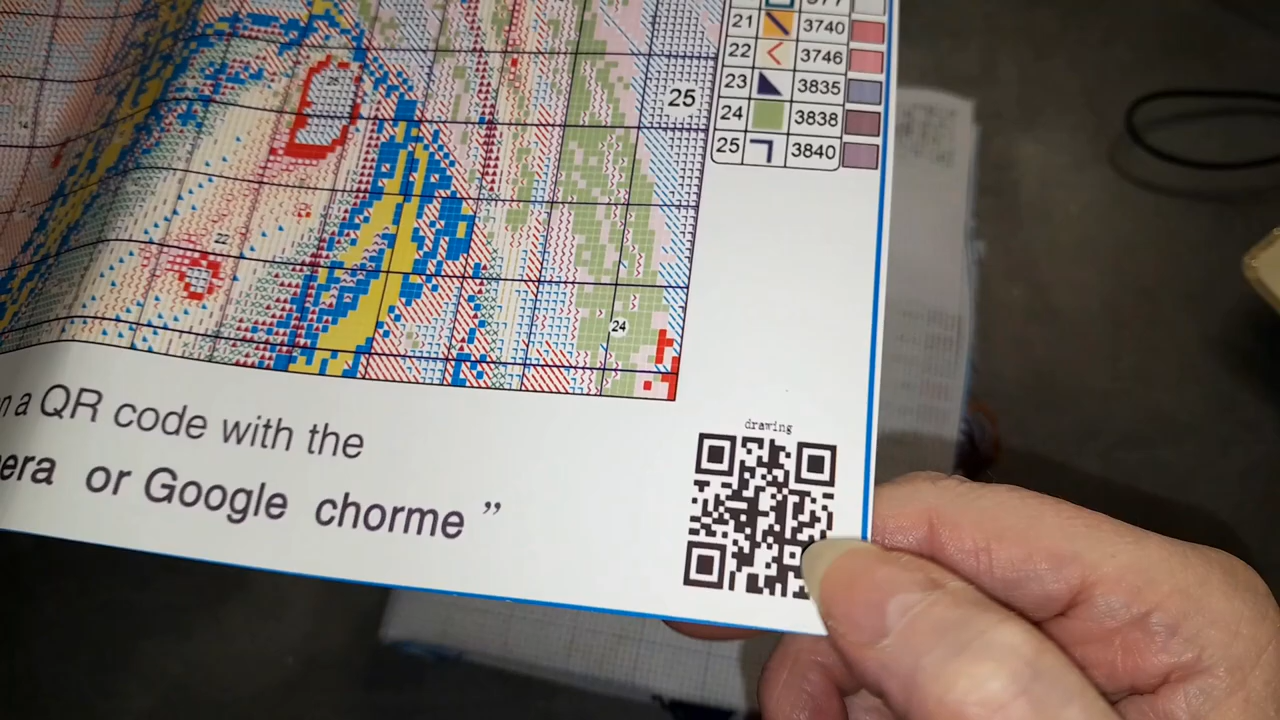 21 3740
22 3746
23 3835
24 3838
25 3840
25
22
24
n a QR code with the
era or Google chorme ”
drawing